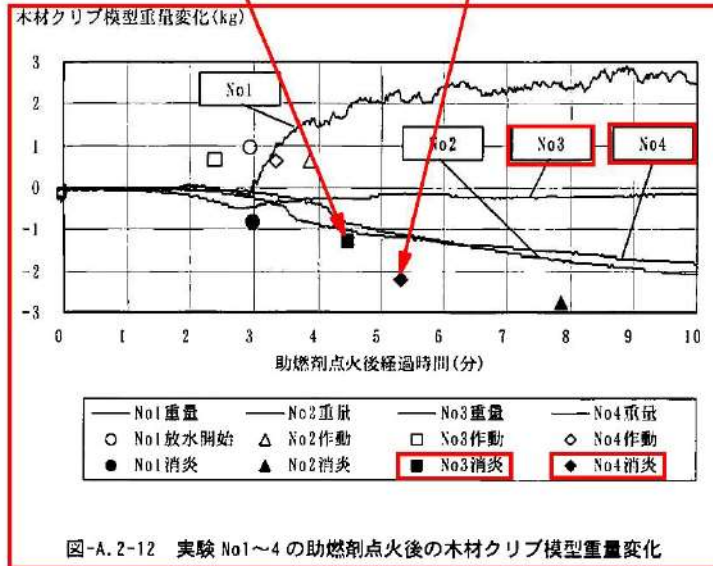 木材クリブ模型重量変化(kg)
3
2
1
0
-1
-2
-3
No1
No2
No3
No4
0 1 2 3 4 5 6 7 8 9 10
助燃剤点火後経過時間(分)
No1重量 No2重量 No3重量 No4重量
No1放水開始 No2作動 No3作動 No4作動
No1消炎 No2消炎 No3消炎 No4消炎
図-A.2-12 実験 No1～4 の助燃剤点火後の木材クリブ模型重量変化